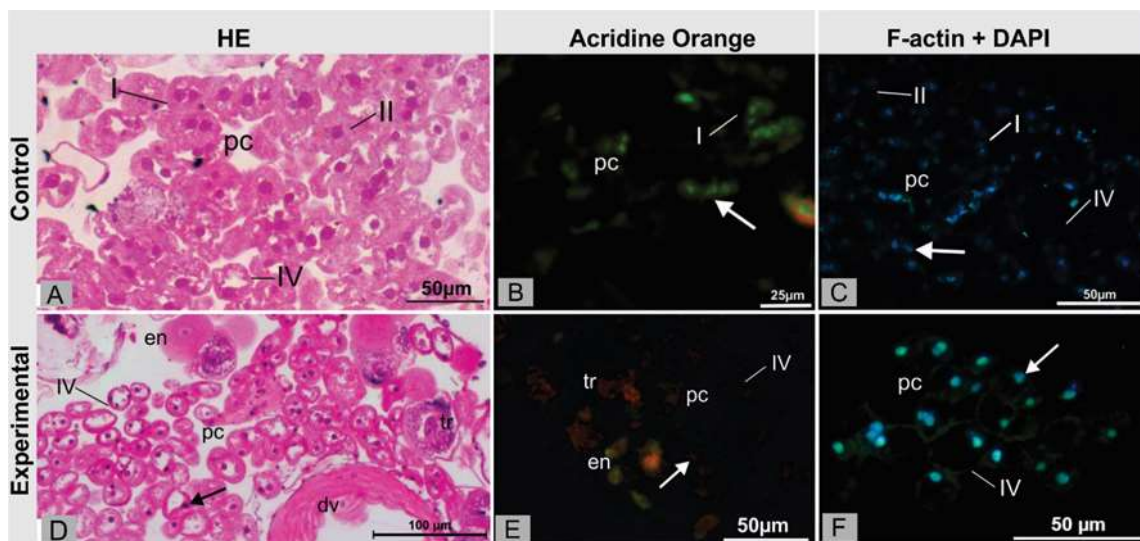 HE
Acridine Orange
F-actin + DAPI
Control
I
II
pc
IV
A
50µm
I
pc
B
25µm
II
I
pc
IV
C
50µm
Experimental
en
IV
pc
tr
dv
D
100 µm
IV
tr
pc
en
E
50µm
pc
IV
F
50 µm